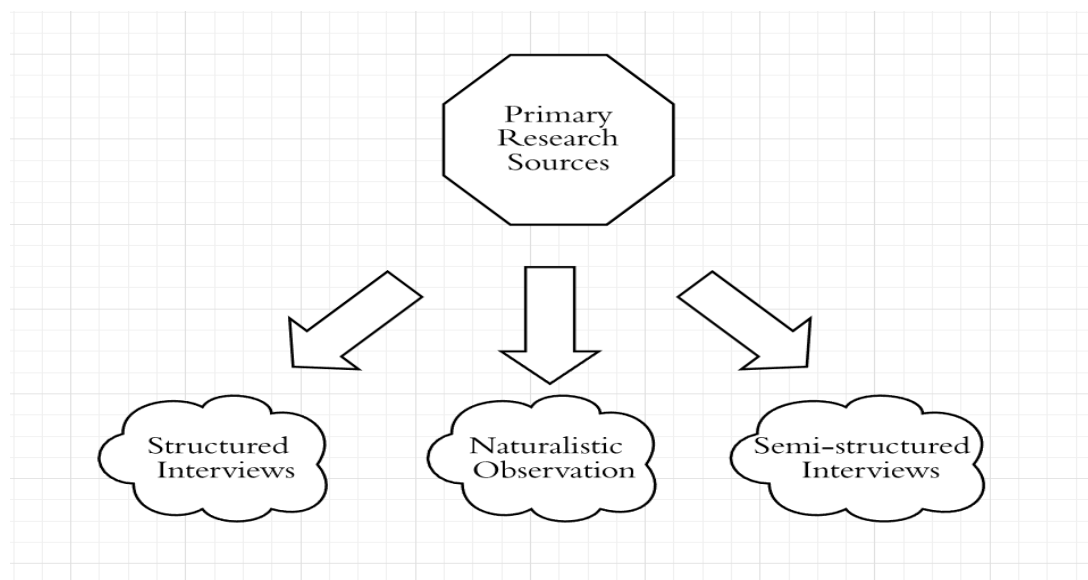 Primary
Research
Sources
Structured
Interviews
Naturalistic
Observation
Semi-structured
Interviews